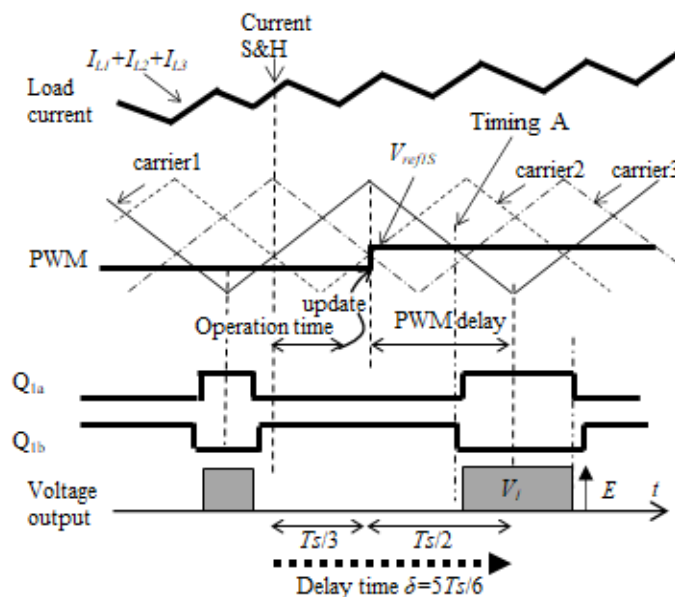 Current
S&H
I_{L1}+I_{L2}+I_{L3}
Load
current
Timing A
V_{ref1S}
carrier1
carrier2
carrier3
PWM
update
Operation time
PWM delay
Q_{1a}
Q_{1b}
Voltage
output
V_1
E
t
Ts/3
Ts/2
Delay time δ=5Ts/6